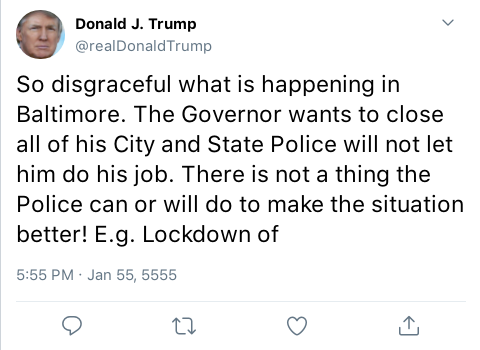 Donald J. Trump
@realDonaldTrump
So disgraceful what is happening in
Baltimore. The Governor wants to close
all of his City and State Police will not let
him do his job. There is not a thing the
Police can or will do to make the situation
better! E.g. Lockdown of
5:55 PM · Jan 55, 5555